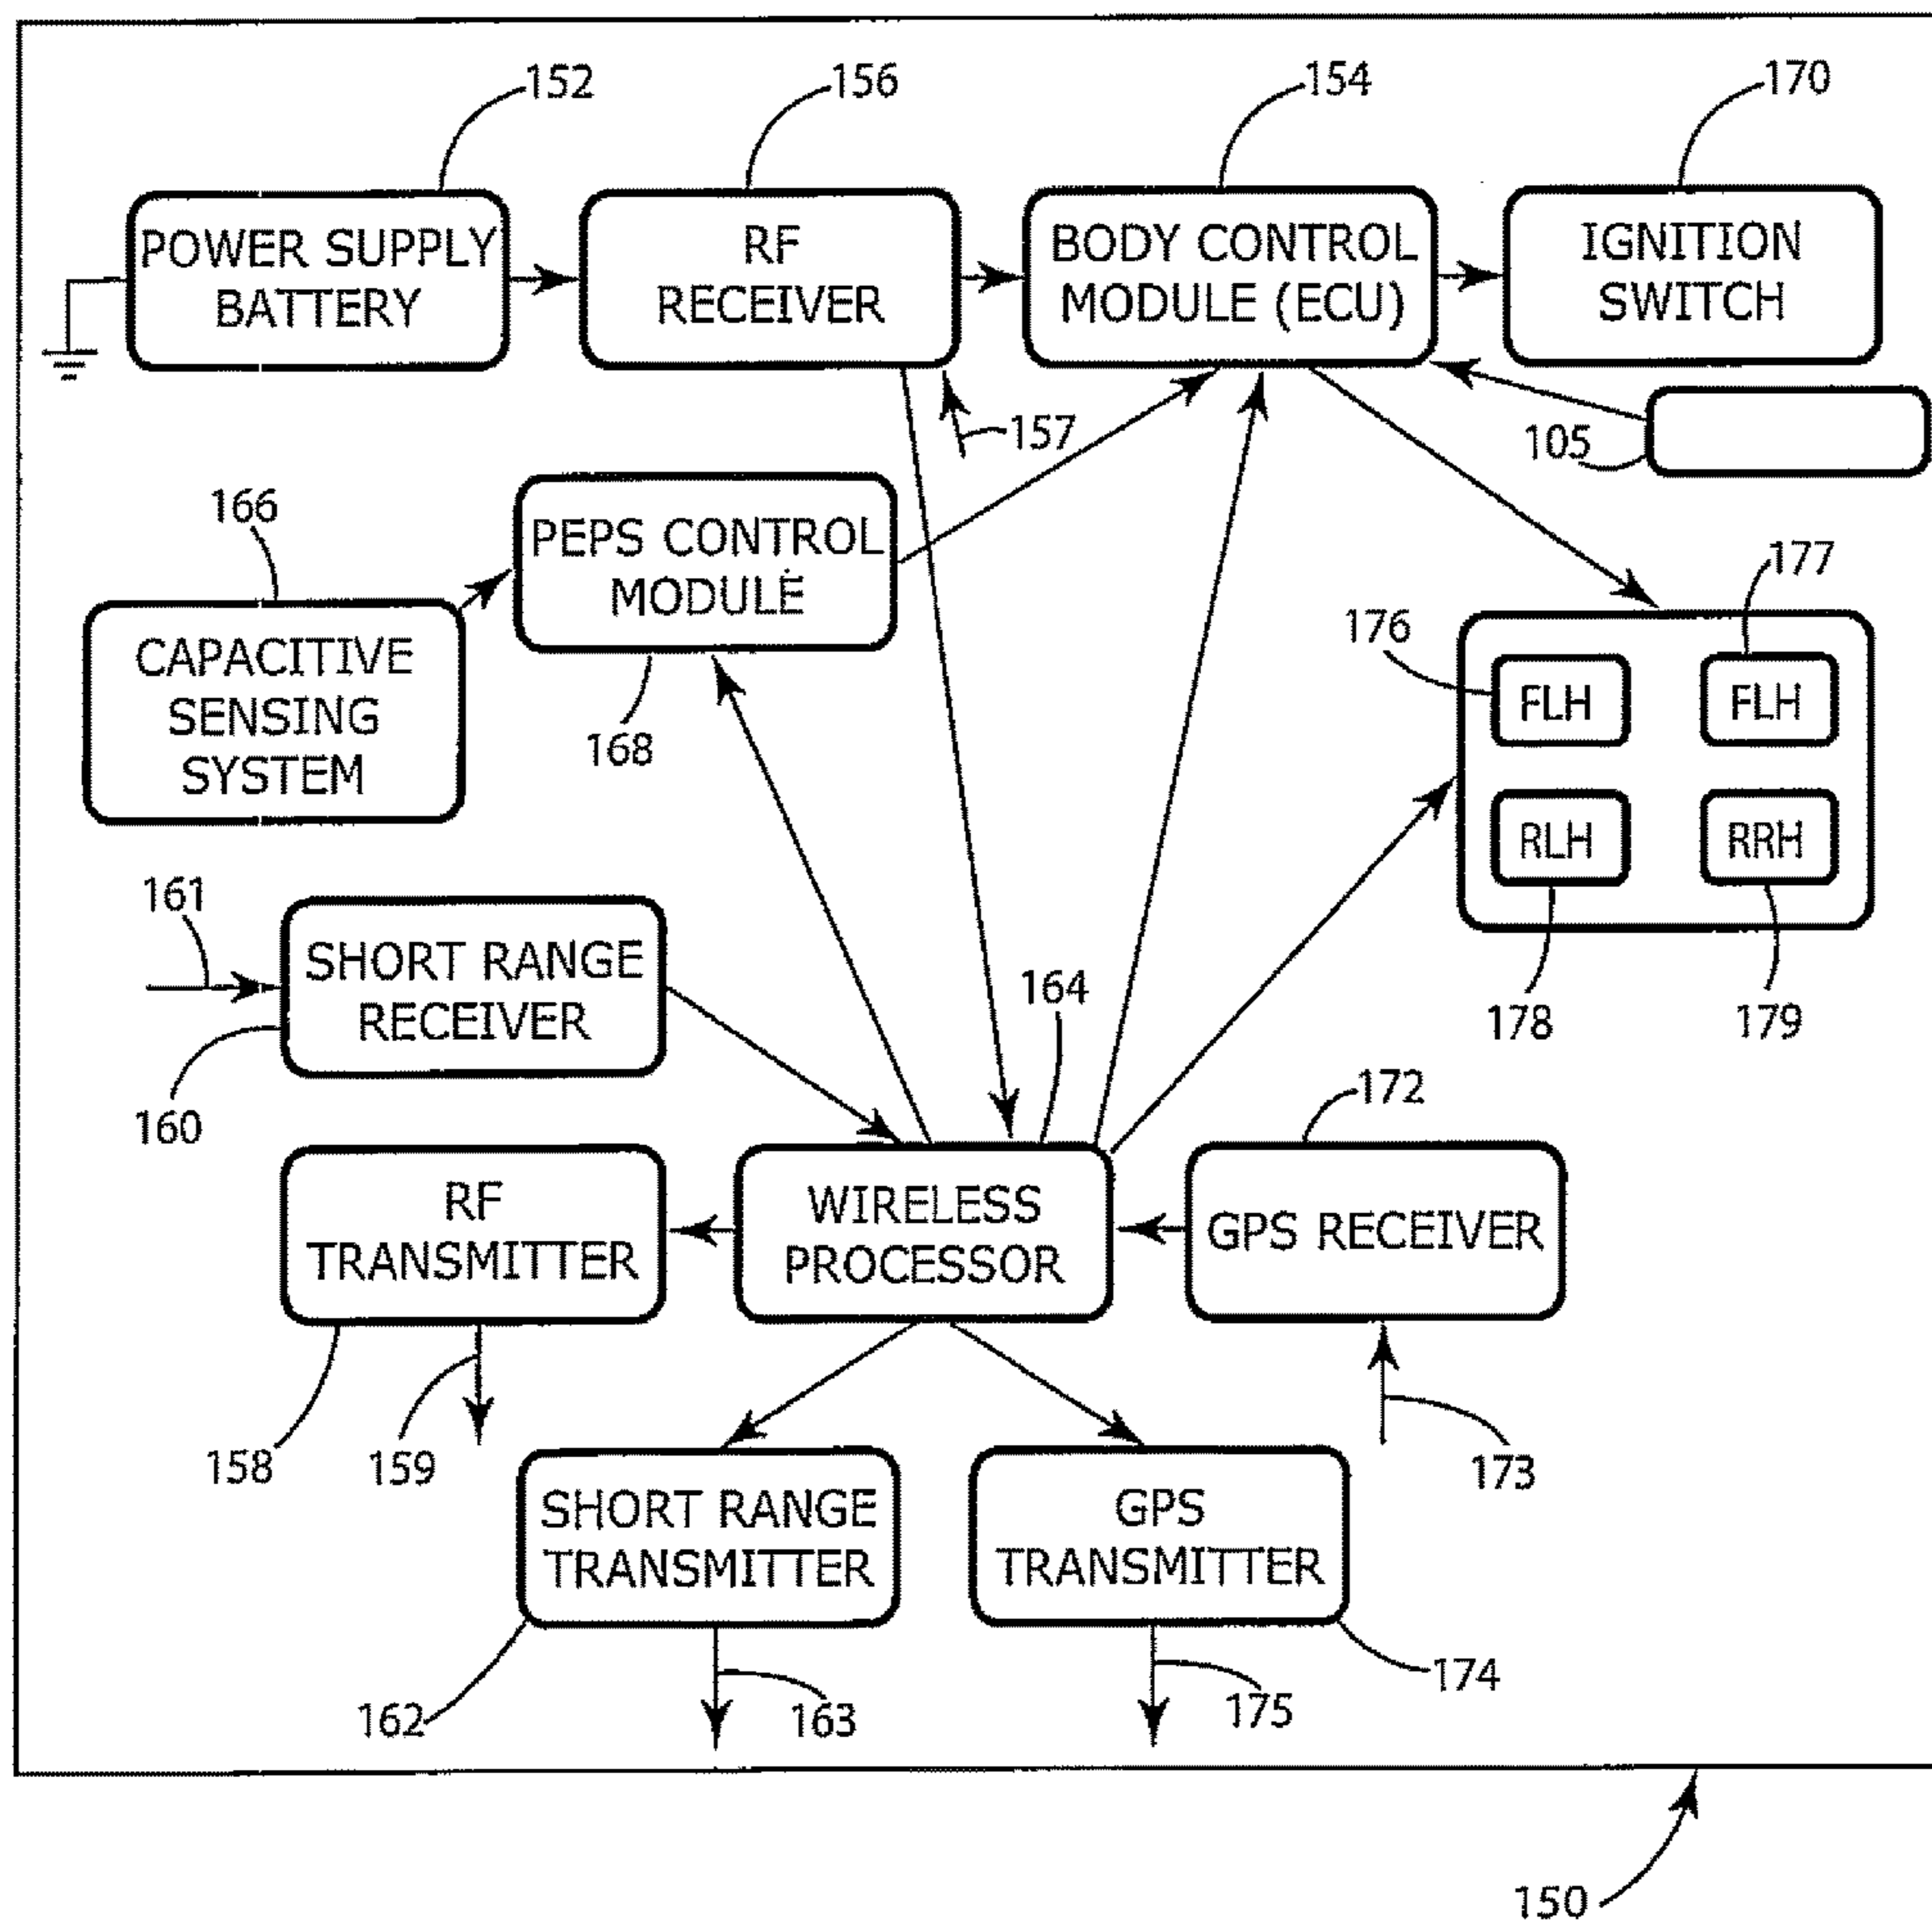 152
156
154
170
POWER SUPPLY
BATTERY
RF
RECEIVER
BODY CONTROL
MODULE (ECU)
IGNITION
SWITCH
157
105
166
PEPS CONTROL
MODULE
168
CAPACITIVE
SENSING
SYSTEM
176
177
FLH
FLH
RLH
RRH
178
179
161
SHORT RANGE
RECEIVER
160
164
172
RF
TRANSMITTER
WIRELESS
PROCESSOR
GPS RECEIVER
158
159
173
SHORT RANGE
TRANSMITTER
GPS
TRANSMITTER
162
163
175
174
150